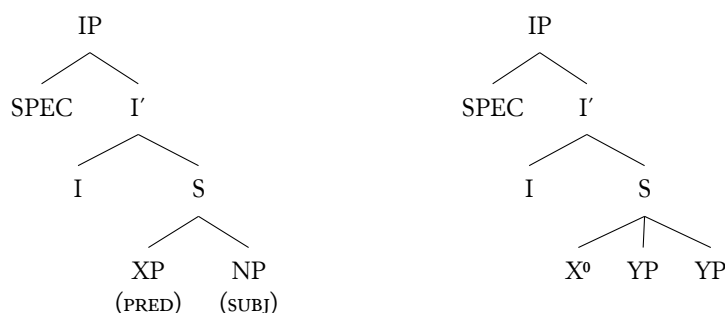 IP IP
SPEC I′ SPEC I′
I S I S
XP NP X⁰ YP YP
(PRED) (SUBJ)